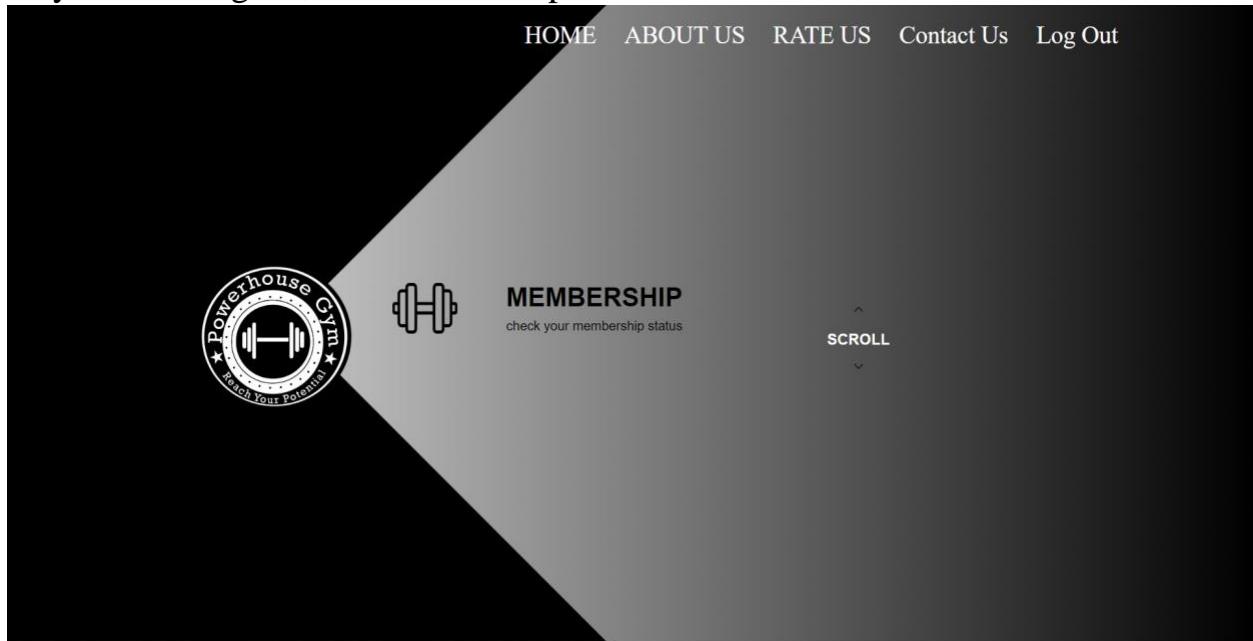 HOME ABOUT US RATE US Contact Us Log Out
Powerhouse Gym
Reach Your Potential
MEMBERSHIP
check your membership status
SCROLL